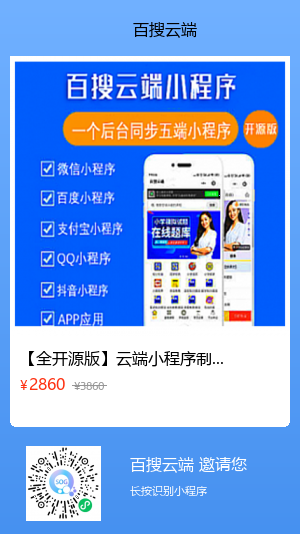 百搜云端
百搜云端小程序
一个后台同步五端小程序
开源版
微信小程序
百度小程序
支付宝小程序
QQ小程序
抖音小程序
APP应用
小学模拟试题
在线题库
【全开源版】云端小程序制...
¥2860 ¥3860
SOG
百搜云端 邀请您
长按识别小程序